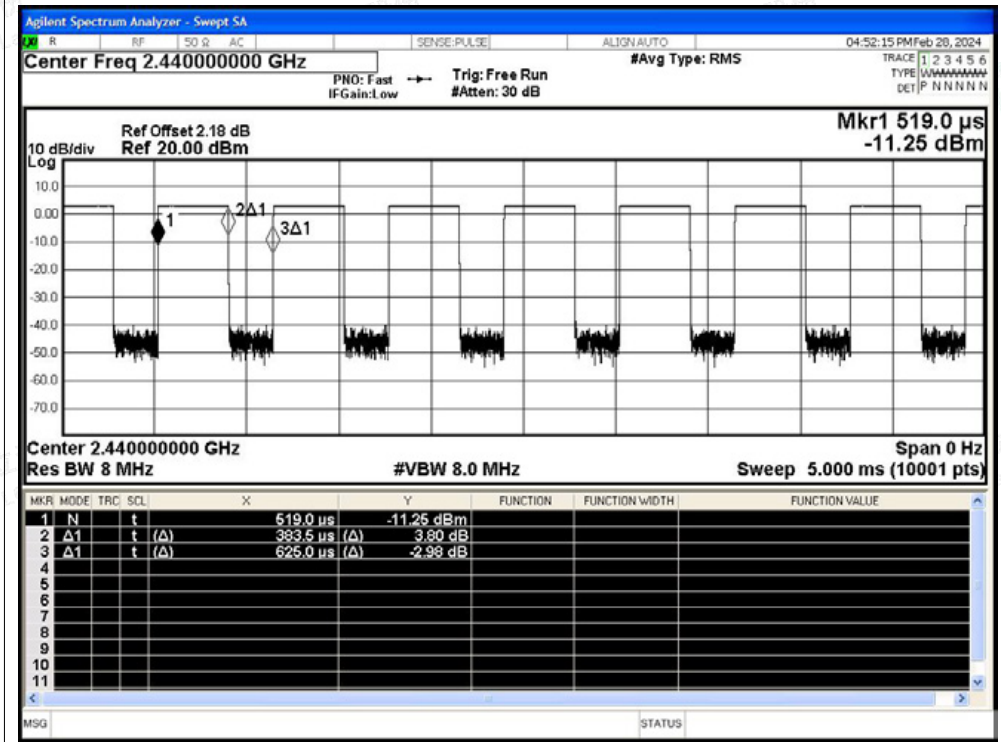 Agilent Spectrum Analyzer - Swept SA
R RF 50 Ω AC SENSE:PULSE ALIGN AUTO 04:52:15 PM Feb 28, 2024
Center Freq 2.440000000 GHz
PNO: Fast
IFGain:Low
Trig: Free Run
#Atten: 30 dB
#Avg Type: RMS
TRACE 1 2 3 4 5 6
TYPE
DET P N N N N N
Ref Offset 2.18 dB
10 dB/div Ref 20.00 dBm
Log
Mkr1 519.0 µs
-11.25 dBm
10.0
0.00
-10.0
-20.0
-30.0
-40.0
-50.0
-60.0
-70.0
1
2Δ1
3Δ1
Center 2.440000000 GHz Span 0 Hz
Res BW 8 MHz #VBW 8.0 MHz Sweep 5.000 ms (10001 pts)
MKR MODE TRC SCL X Y FUNCTION FUNCTION WIDTH FUNCTION VALUE
1 N t 519.0 µs -11.25 dBm
2 Δ1 t (Δ) 383.5 µs (Δ) 3.80 dB
3 Δ1 t (Δ) 625.0 µs (Δ) -2.98 dB
4
5
6
7
8
9
10
11
MSG STATUS